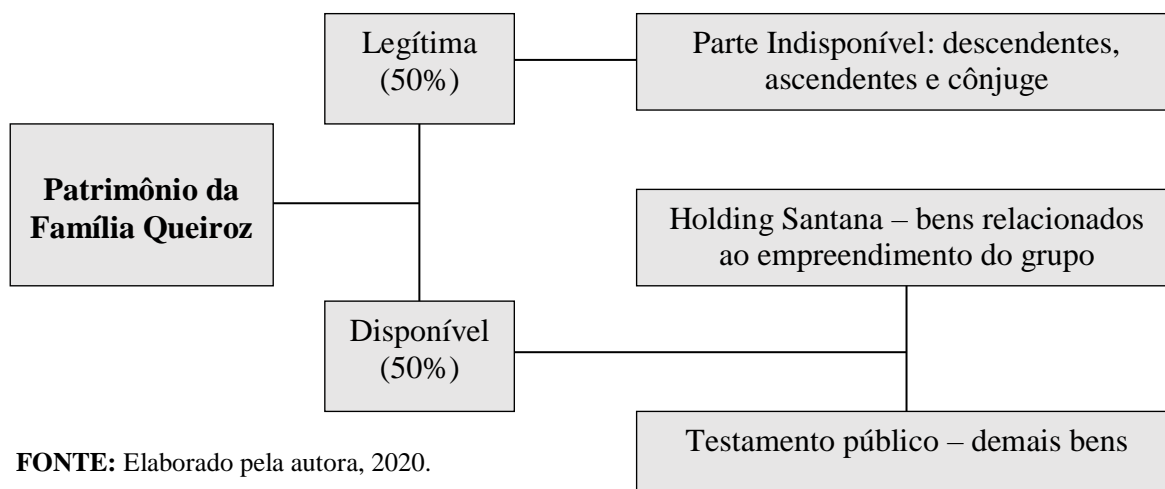 Legítima
(50%)
Parte Indisponível: descendentes,
ascendentes e cônjuge
Patrimônio da
Família Queiroz
Holding Santana – bens relacionados
ao empreendimento do grupo
Disponível
(50%)
Testamento público – demais bens
FONTE: Elaborado pela autora, 2020.